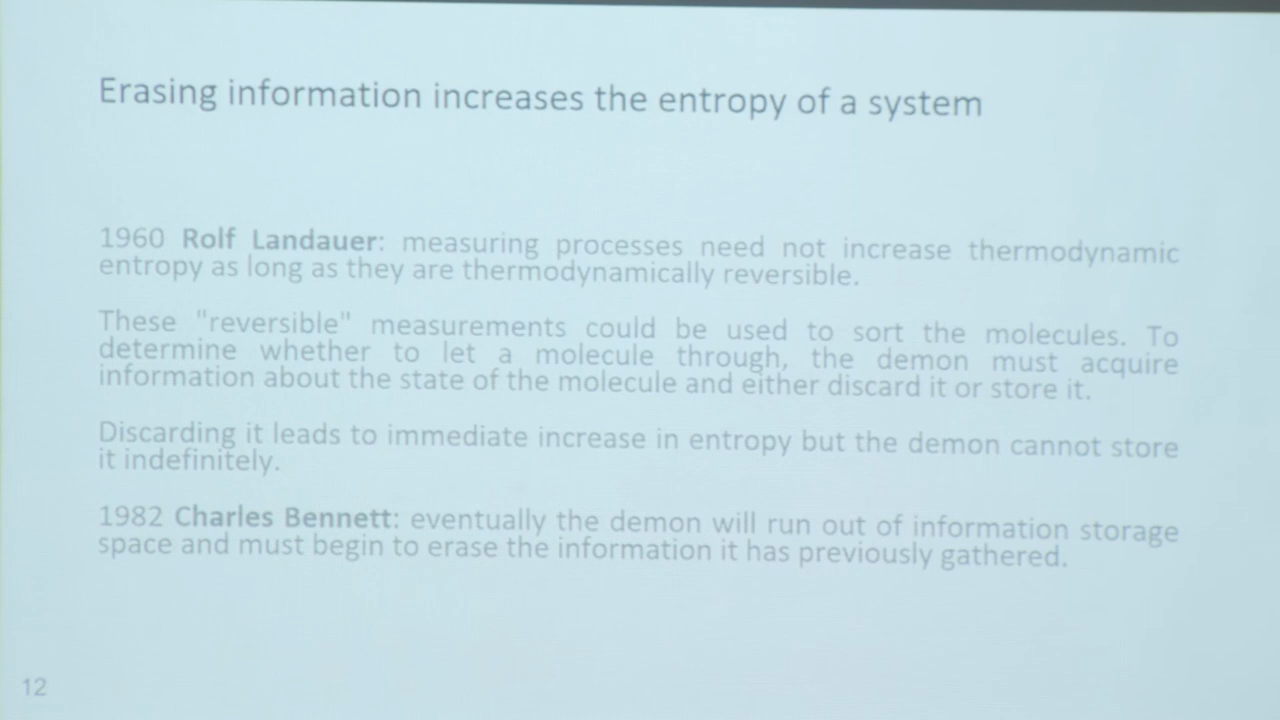 Erasing information increases the entropy of a system
1960 Rolf Landauer: measuring processes need not increase thermodynamic
entropy as long as they are thermodynamically reversible.
These "reversible" measurements could be used to sort the molecules. To
determine whether to let a molecule through, the demon must acquire
information about the state of the molecule and either discard it or store it.
Discarding it leads to immediate increase in entropy but the demon cannot store
it indefinitely.
1982 Charles Bennett: eventually the demon will run out of information storage
space and must begin to erase the information it has previously gathered.
12